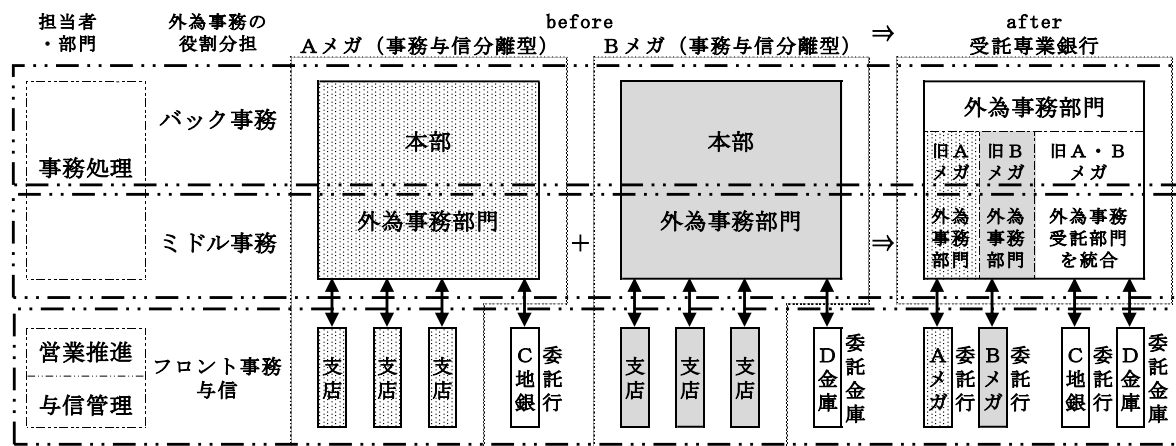 担当者
・部門
外為事務の
役割分担
before
⇒
after
Aメガ（事務与信分離型）
Bメガ（事務与信分離型）
受託専業銀行
事務処理
バック事務
ミドル事務
本部
外為事務部門
+
本部
外為事務部門
⇒
外為事務部門
旧A
メガ
旧B
メガ
旧A・B
メガ
外為
事務
部門
外為
事務
部門
外為事務
受託部門
を統合
営業推進
与信管理
フロント事務
与信
支店
支店
支店
C地銀
委託行
支店
支店
支店
D金庫
委託金庫
Aメガ
委託行
Bメガ
委託行
C地銀
委託行
D金庫
委託金庫